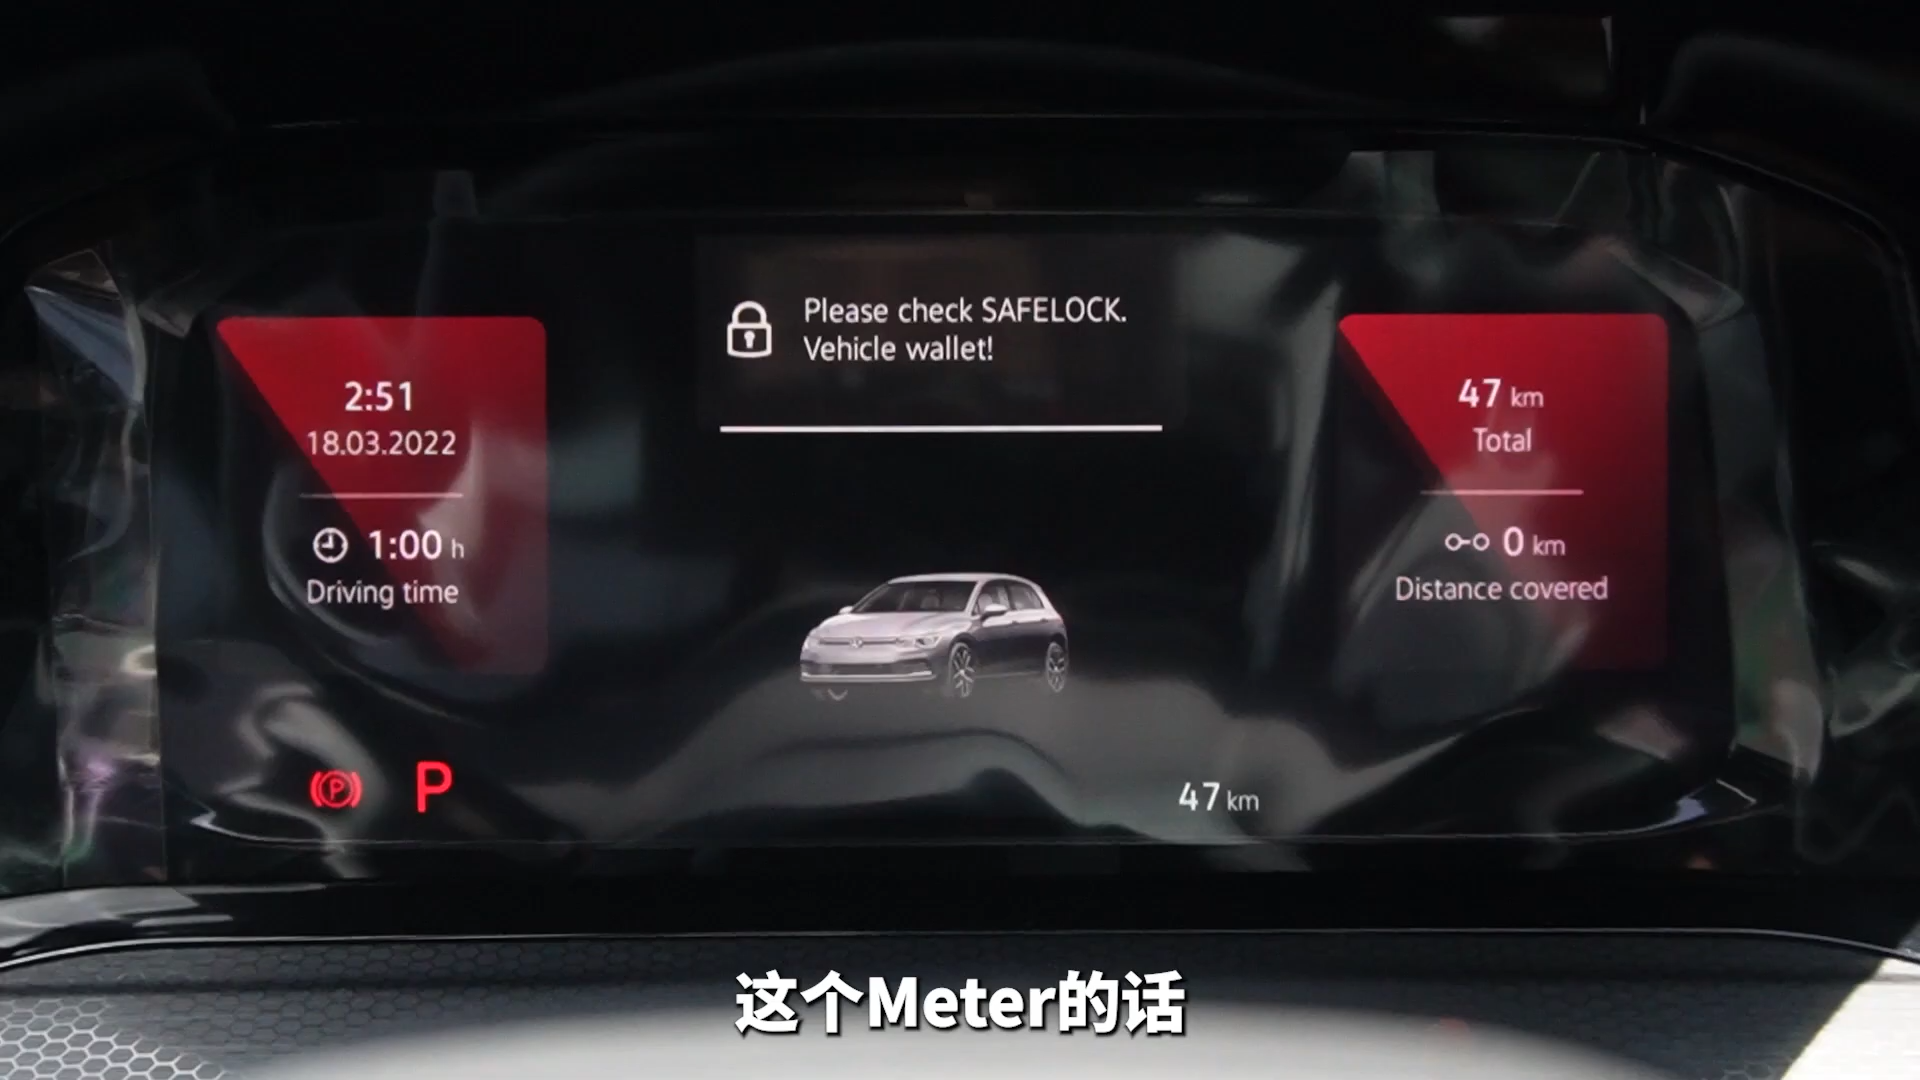 Please check SAFELOCK.
Vehicle wallet!
2:51
18.03.2022
1:00 h
Driving time
47 km
Total
0 km
Distance covered
P
P
47 km
这个Meter的话